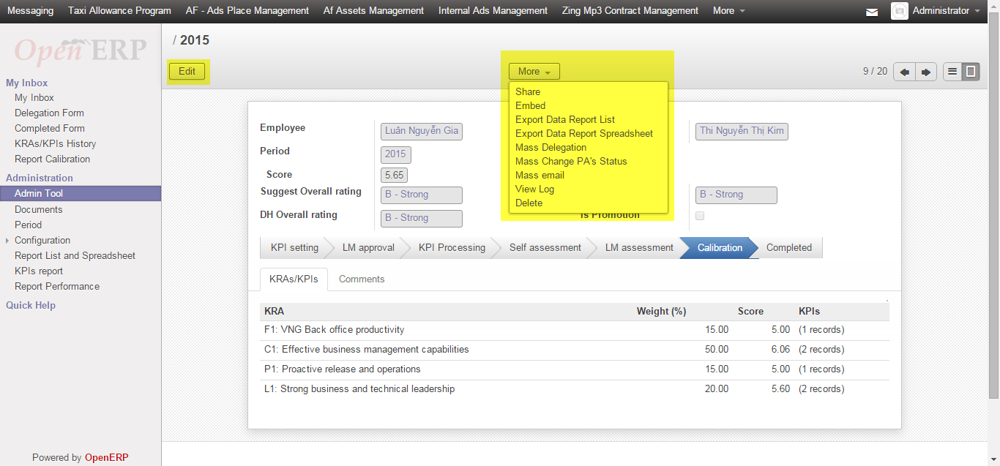 Messaging Taxi Allowance Program AF - Ads Place Management Af Assets Management Internal Ads Management Zing Mp3 Contract Management More Administrator
OpenERP
My Inbox
My Inbox
Delegation Form
Completed Form
KRAs/KPIs History
Report Calibration
Administration
Admin Tool
Documents
Period
Configuration
Report List and Spreadsheet
KPIs report
Report Performance
Quick Help
Powered by OpenERP
/ 2015
Edit More 9 / 20
Share
Embed
Export Data Report List
Export Data Report Spreadsheet
Mass Delegation
Mass Change PA's Status
Mass email
View Log
Delete
Employee Luân Nguyễn Gia Thi Nguyễn Thị Kim
Period 2015
Score 5.65
Suggest Overall rating B - Strong B - Strong
DH Overall rating B - Strong Is Promotion
KPI setting LM approval KPI Processing Self assessment LM assessment Calibration Completed
KRAs/KPIs Comments
KRA Weight (%) Score KPIs
F1: VNG Back office productivity 15.00 5.00 (1 records)
C1: Effective business management capabilities 50.00 6.06 (2 records)
P1: Proactive release and operations 15.00 5.00 (1 records)
L1: Strong business and technical leadership 20.00 5.60 (2 records)